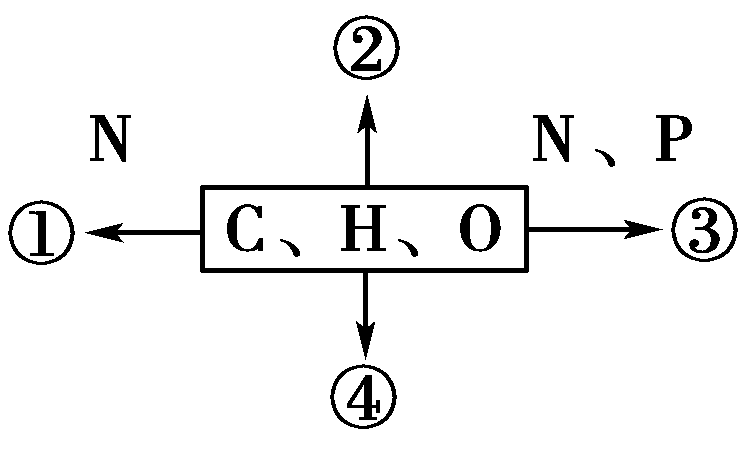 ②
N
N、P
①
C、H、O
③
④